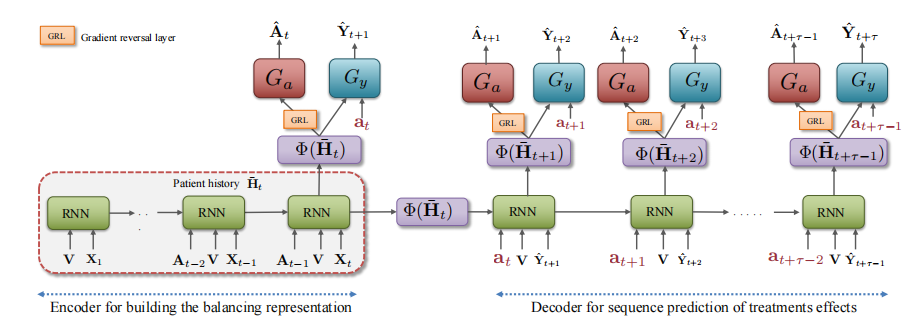 GRL Gradient reversal layer
Â_t Ŷ_{t+1} Â_{t+1} Ŷ_{t+2} Â_{t+2} Ŷ_{t+3} Â_{t+τ−1} Ŷ_{t+τ}
G_a G_y G_a G_y G_a G_y G_a G_y
GRL a_t GRL a_{t+1} GRL a_{t+2} GRL a_{t+τ−1}
Φ(H̄_t) Φ(H̄_{t+1}) Φ(H̄_{t+2}) Φ(H̄_{t+τ−1})
Patient history H̄_t
RNN . . . RNN RNN Φ(H̄_t) RNN RNN ..... RNN
V X_1 A_{t−2} V X_{t−1} A_{t−1} V X_t a_t V Ŷ_{t+1} a_{t+1} V Ŷ_{t+2} a_{t+τ−2} V Ŷ_{t+τ−1}
Encoder for building the balancing representation Decoder for sequence prediction of treatments effects